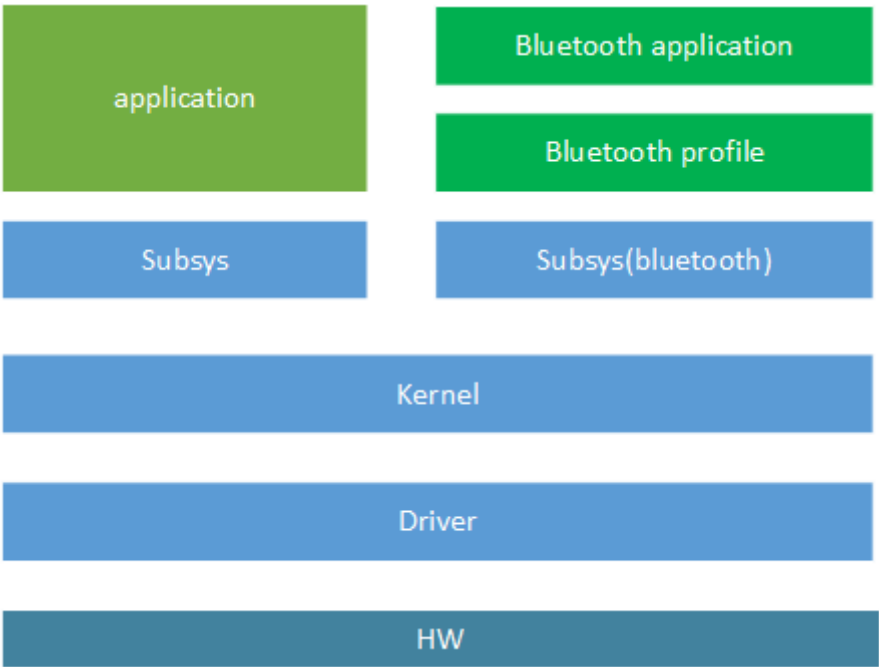 application
Bluetooth application
Bluetooth profile
Subsys
Subsys(bluetooth)
Kernel
Driver
HW